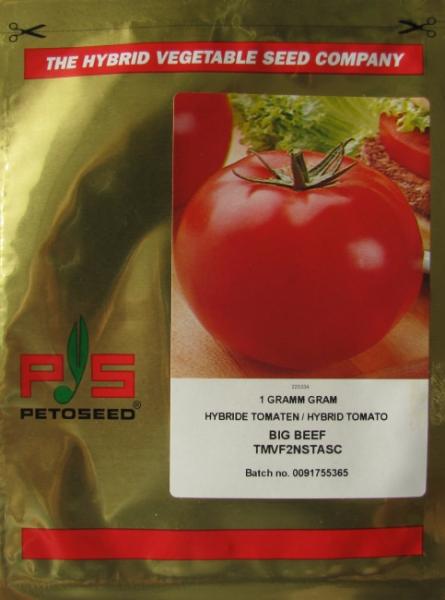 THE HYBRID VEGETABLE SEED COMPANY
PS
PETOSEED®
1 GRAMM GRAM
HYBRIDE TOMATEN / HYBRID TOMATO
BIG BEEF
TMVF2NSTASC
Batch no. 0091755365